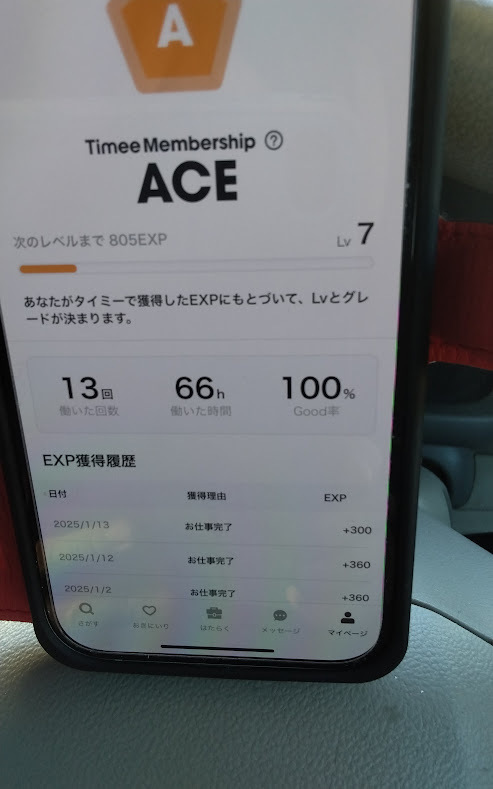 A
Timee Membership ?
ACE
次のレベルまで 805EXP
Lv 7
あなたがタイミーで獲得したEXPにもとづいて、Lvとグレ
ードが決まります。
13回 66h 100%
働いた回数 働いた時間 Good率
EXP獲得履歴
日付 獲得理由 EXP
2025/1/13 お仕事完了 +300
2025/1/12 お仕事完了 +360
2025/1/2 お仕事完了 +360
さがす お気にいり はたらく メッセージ マイページ